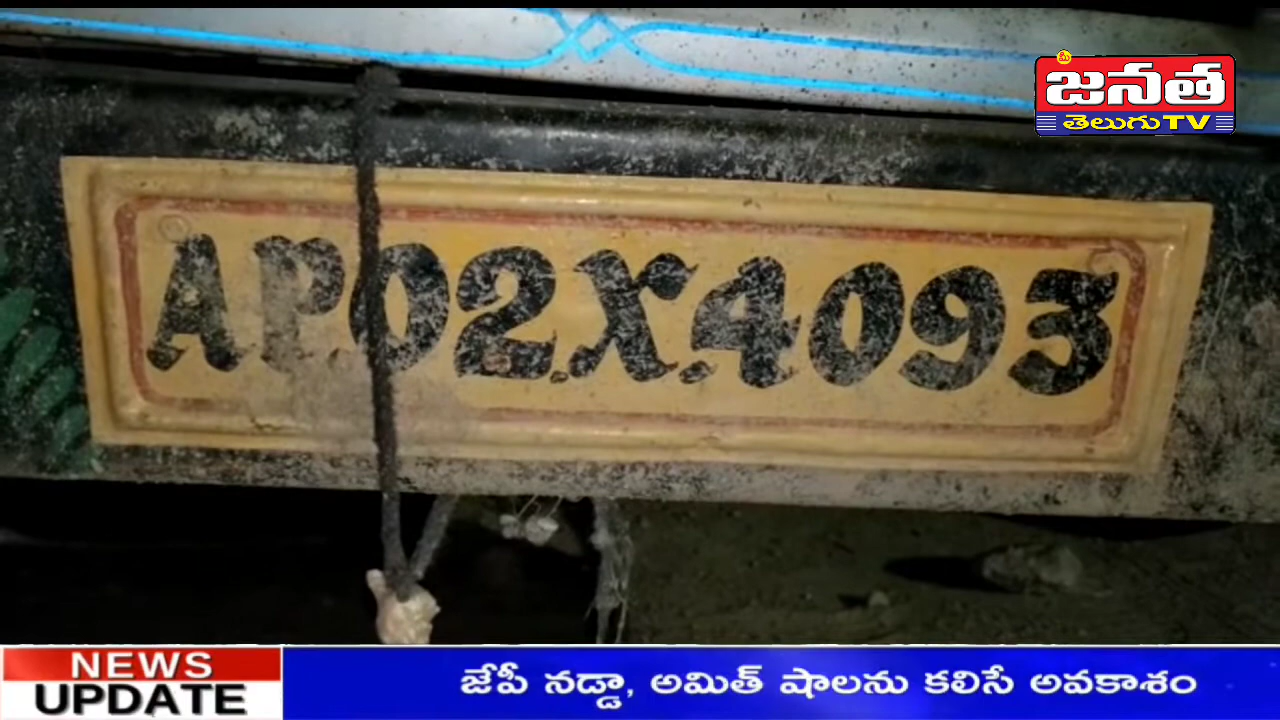 మీ
జనత
తెలుగు TV
AP02X4093
NEWS
UPDATE
జేపీ నడ్డా, అమిత్ షాలను కలిసే అవకాశం